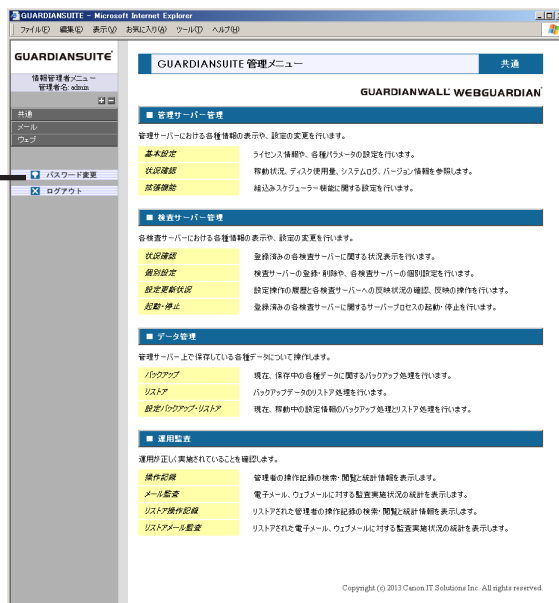 GUARDIANSUITE - Microsoft Internet Explorer
ファイル(F) 編集(E) 表示(V) お気に入り(A) ツール(T) ヘルプ(H)
GUARDIANSUITE
情報管理者メニュー
管理者名: admin
共通
メール
ウェブ
パスワード変更
ログアウト
GUARDIANSUITE 管理メニュー 共通
GUARDIANWALL WEBGUARDIAN
■ 管理サーバー管理
管理サーバーにおける各種情報の表示や、設定の変更を行います。
基本設定 ライセンス情報や、各種パラメータの設定を行います。
状況確認 稼動状況、ディスク使用量、システムログ、バージョン情報を参照します。
拡張機能 組込みスケジューラー機能に関する設定を行います。
■ 検査サーバー管理
各検査サーバーにおける各種情報の表示や、設定の変更を行います。
状況確認 登録済みの各検査サーバーに関する状況表示を行います。
個別設定 検査サーバーの登録・削除や、各検査サーバーの個別設定を行います。
設定更新状況 設定操作の履歴と各検査サーバーへの反映状況の確認、反映の操作を行います。
起動・停止 登録済みの各検査サーバーに関するサーバープロセスの起動・停止を行います。
■ データ管理
管理サーバー上で保存している各種データについて操作します。
バックアップ 現在、保存中の各種データに関するバックアップ処理を行います。
リストア バックアップデータのリストア処理を行います。
設定バックアップ・リストア 現在、稼動中の設定情報のバックアップ処理とリストア処理を行います。
■ 運用監査
運用が正しく実施されていることを確認します。
操作記録 管理者の操作記録の検索・閲覧と統計情報を表示します。
メール監査 電子メール、ウェブメールに対する監査実施状況の統計を表示します。
リストア操作記録 リストアされた管理者の操作記録の検索・閲覧と統計情報を表示します。
リストアメール監査 リストアされた電子メール、ウェブメールに対する監査実施状況の統計を表示します。
Copyright (c) 2013 Canon IT Solutions Inc. All rights reserved.